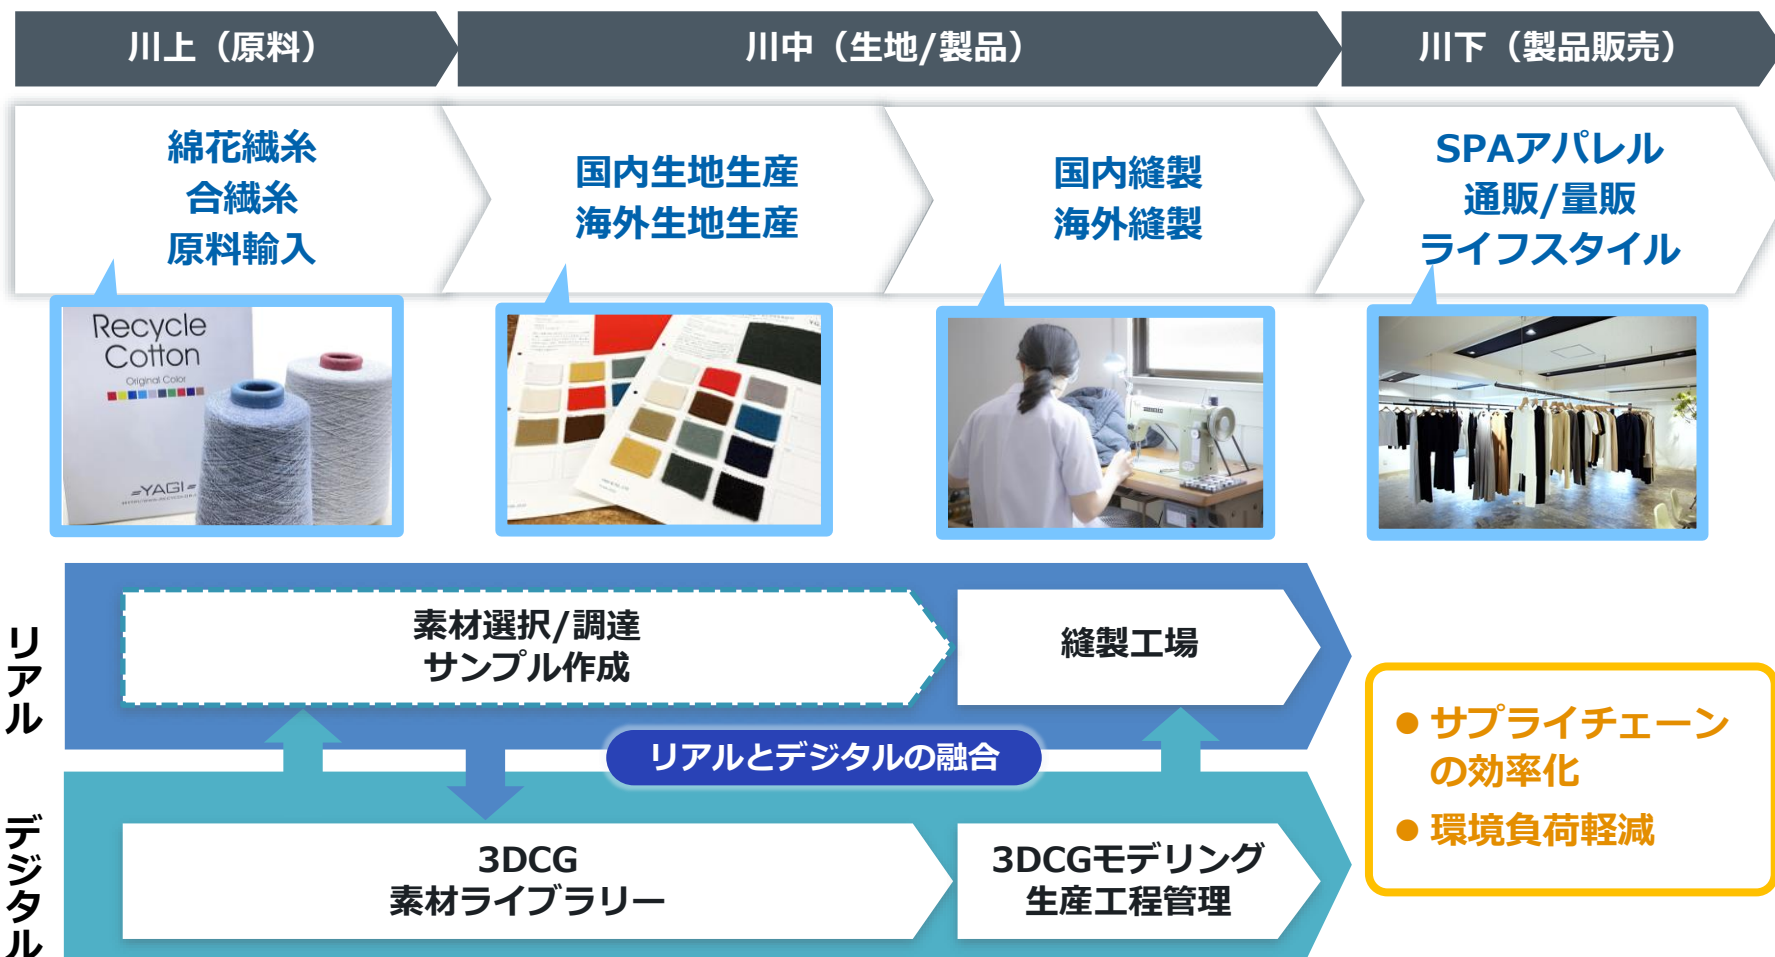 川上（原料）
川中（生地/製品）
川下（製品販売）
綿花繊糸
合繊糸
原料輸入
国内生地生産
海外生地生産
国内縫製
海外縫製
SPAアパレル
通販/量販
ライフスタイル
Recycle
Cotton
Original Color
YAGI
リアル
素材選択/調達
サンプル作成
縫製工場
リアルとデジタルの融合
デジタル
3DCG
素材ライブラリー
3DCGモデリング
生産工程管理
● サプライチェーン
の効率化
● 環境負荷軽減